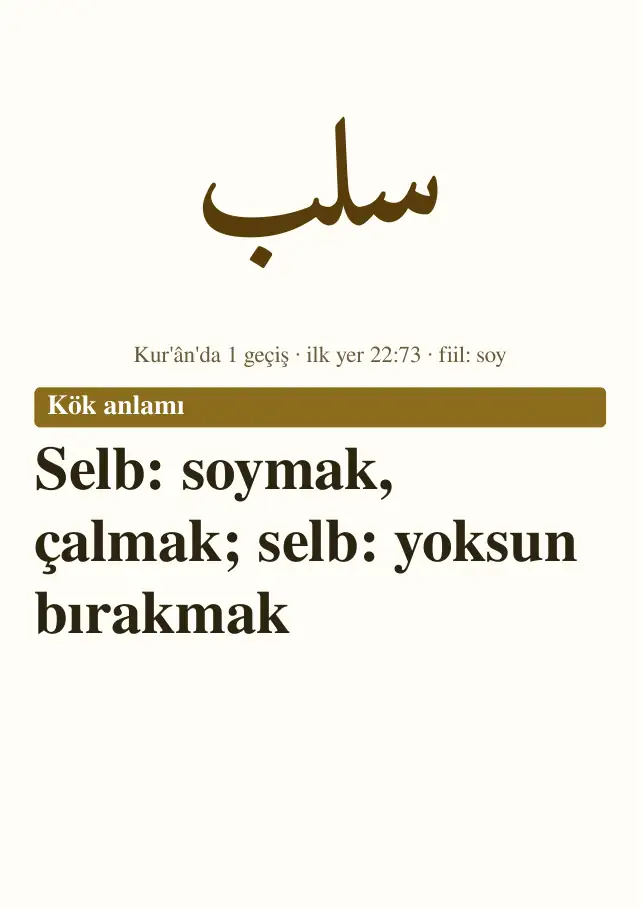 سلب
Kur'ân'da 1 geçiş · ilk yer 22:73 · fiil: soy
Kök anlamı
Selb: soymak,
çalmak; selb: yoksun
bırakmak